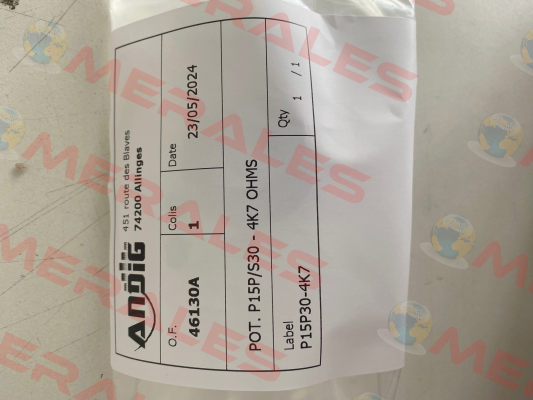 ANDIG
451 route des Blaves
74200 Allinges
O.F.
46130A
Colis
1
Date
23/05/2024
POT. P15P/S30 - 4K7 OHMS
Label
P15P30-4K7
Qty
1 / 1
MERALES
MERALES
MERALES
MERALES
MERALES